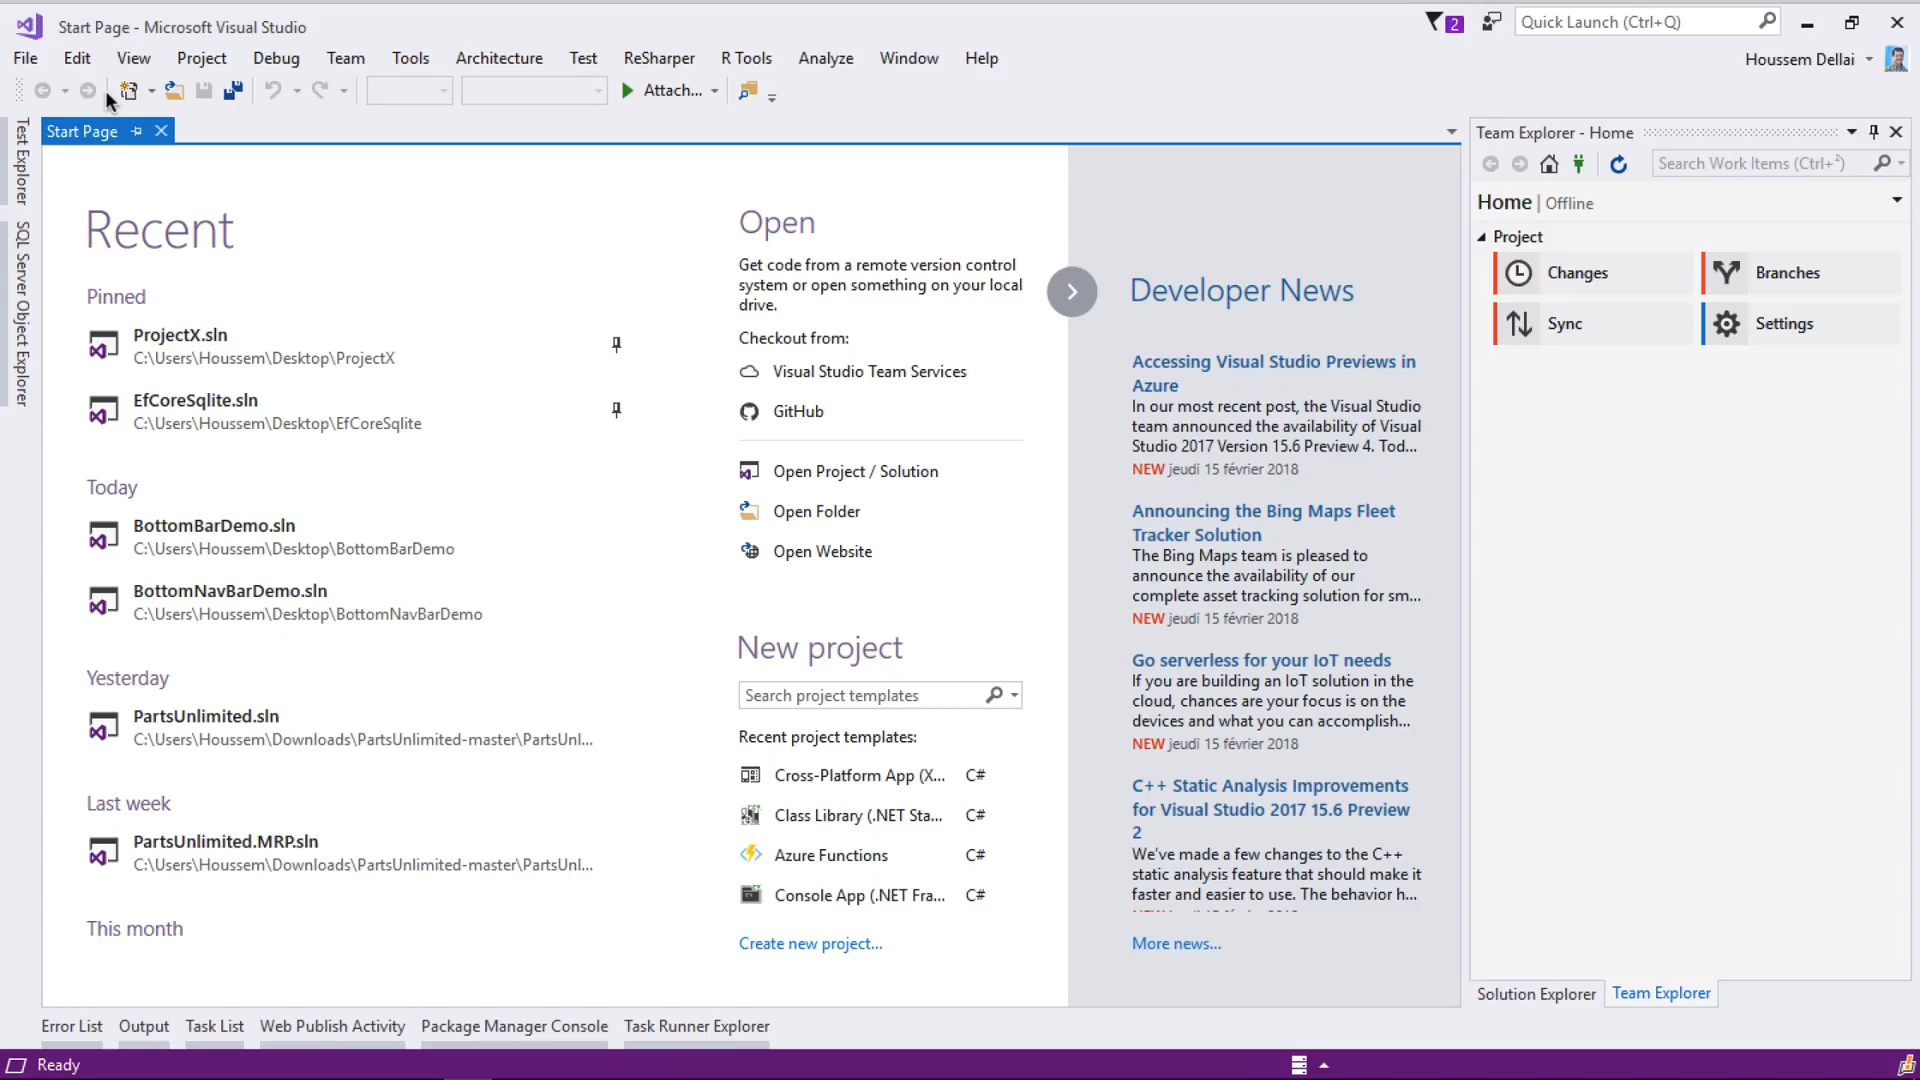 Start Page - Microsoft Visual Studio
2
Quick Launch (Ctrl+Q)
File Edit View Project Debug Team Tools Architecture Test ReSharper R Tools Analyze Window Help
Houssem Dellai
Attach...
Test Explorer
SQL Server Object Explorer
Start Page
Recent
Pinned
ProjectX.sln
C:\Users\Houssem\Desktop\ProjectX
EfCoreSqlite.sln
C:\Users\Houssem\Desktop\EfCoreSqlite
Today
BottomBarDemo.sln
C:\Users\Houssem\Desktop\BottomBarDemo
BottomNavBarDemo.sln
C:\Users\Houssem\Desktop\BottomNavBarDemo
Yesterday
PartsUnlimited.sln
C:\Users\Houssem\Downloads\PartsUnlimited-master\PartsUnl...
Last week
PartsUnlimited.MRP.sln
C:\Users\Houssem\Downloads\PartsUnlimited-master\PartsUnl...
This month
Open
Get code from a remote version control
system or open something on your local
drive.
Checkout from:
Visual Studio Team Services
GitHub
Open Project / Solution
Open Folder
Open Website
New project
Search project templates
Recent project templates:
Cross-Platform App (X... C#
Class Library (.NET Sta... C#
Azure Functions C#
Console App (.NET Fra... C#
Create new project...
Developer News
Accessing Visual Studio Previews in
Azure
In our most recent post, the Visual Studio
team announced the availability of Visual
Studio 2017 Version 15.6 Preview 4. Tod...
NEW jeudi 15 février 2018
Announcing the Bing Maps Fleet
Tracker Solution
The Bing Maps team is pleased to
announce the availability of our
complete asset tracking solution for sm...
NEW jeudi 15 février 2018
Go serverless for your IoT needs
If you are building an IoT solution in the
cloud, chances are your focus is on the
devices and what you can accomplish...
NEW jeudi 15 février 2018
C++ Static Analysis Improvements
for Visual Studio 2017 15.6 Preview
2
We've made a few changes to the C++
static analysis feature that should make it
faster and easier to use. The behavior h...
More news...
Team Explorer - Home
Search Work Items (Ctrl+²)
Home | Offline
Project
Changes
Branches
Sync
Settings
Solution Explorer Team Explorer
Error List Output Task List Web Publish Activity Package Manager Console Task Runner Explorer
Ready